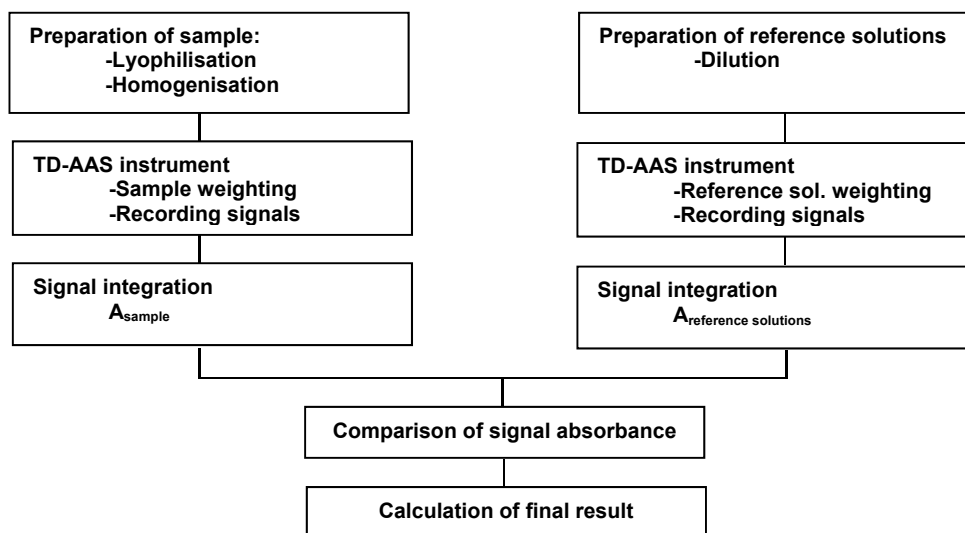 Preparation of sample:
-Lyophilisation
-Homogenisation
Preparation of reference solutions
-Dilution
TD-AAS instrument
-Sample weighting
-Recording signals
TD-AAS instrument
-Reference sol. weighting
-Recording signals
Signal integration
Asample
Signal integration
Areference solutions
Comparison of signal absorbance
Calculation of final result